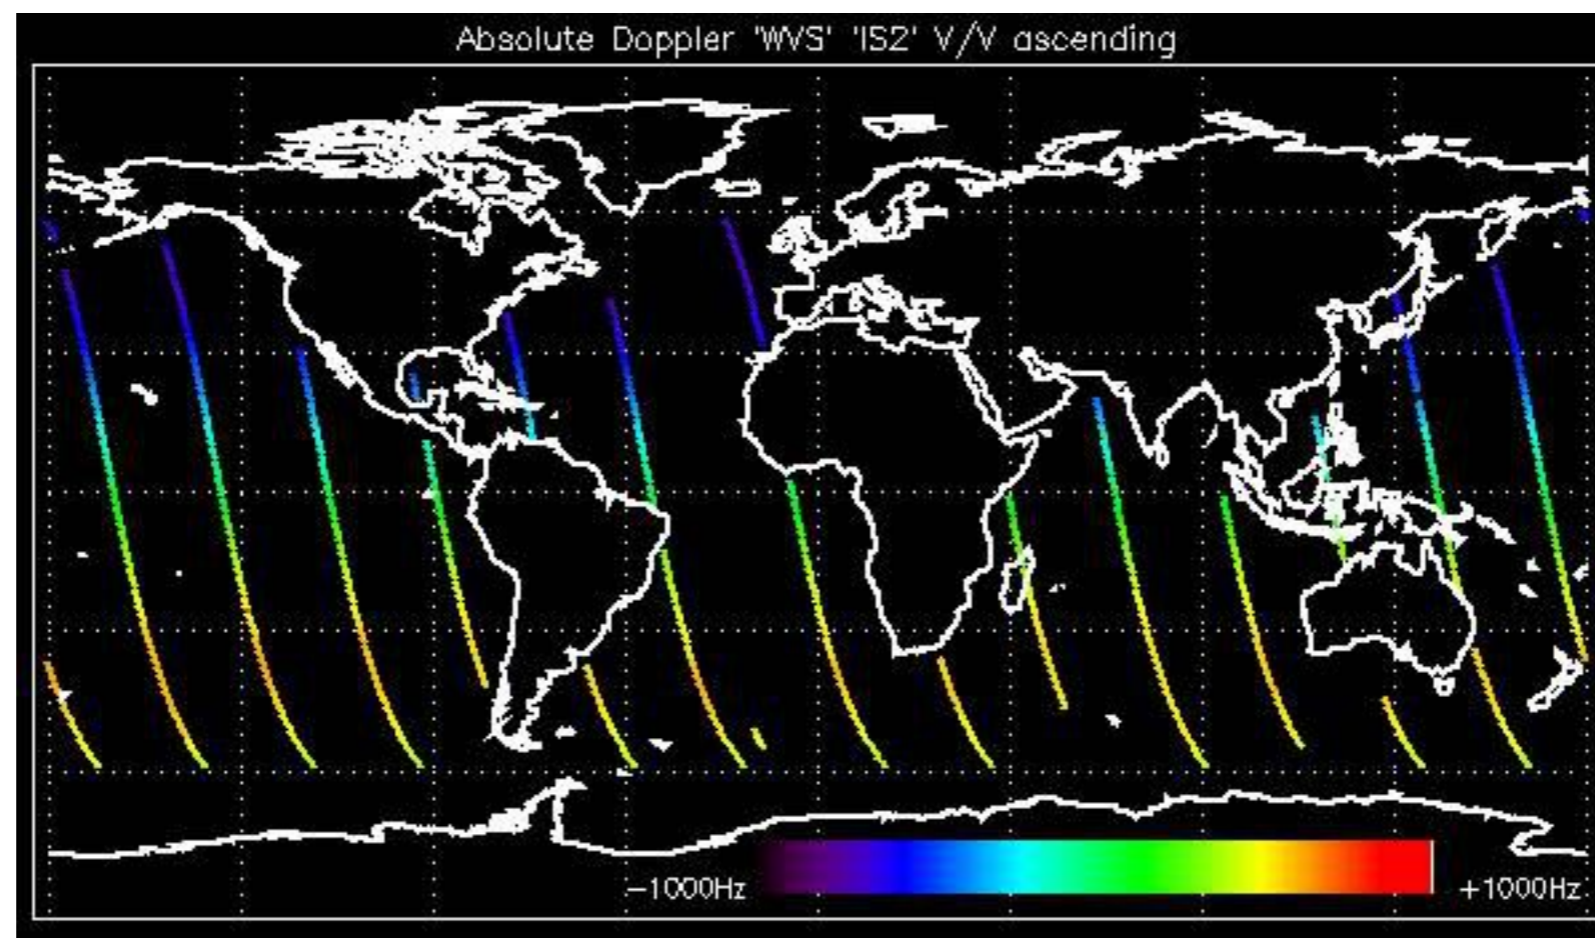 Absolute Doppler 'WVS' 'IS2' V/V ascending
−1000Hz +1000Hz